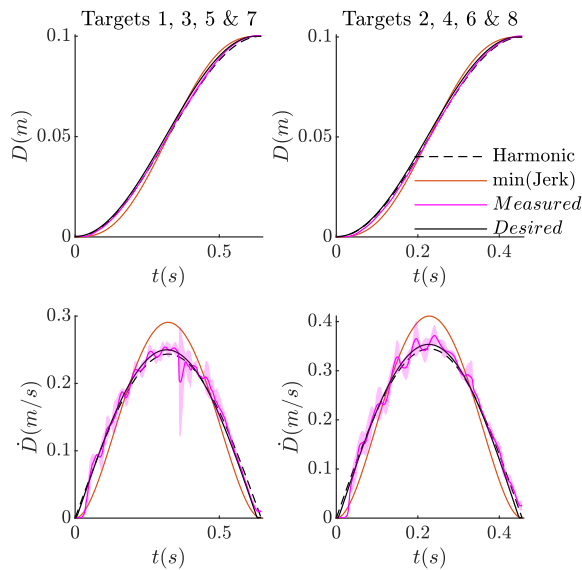 Targets 1, 3, 5 & 7
Targets 2, 4, 6 & 8
0.1
0.05
0
D(m)
0
0.5
t(s)
0.1
0.05
0
D(m)
0
0.2
0.4
t(s)
Harmonic
min(Jerk)
Measured
Desired
0.3
0.2
0.1
0
Ḋ(m/s)
0
0.5
t(s)
0.4
0.3
0.2
0.1
0
Ḋ(m/s)
0
0.2
0.4
t(s)